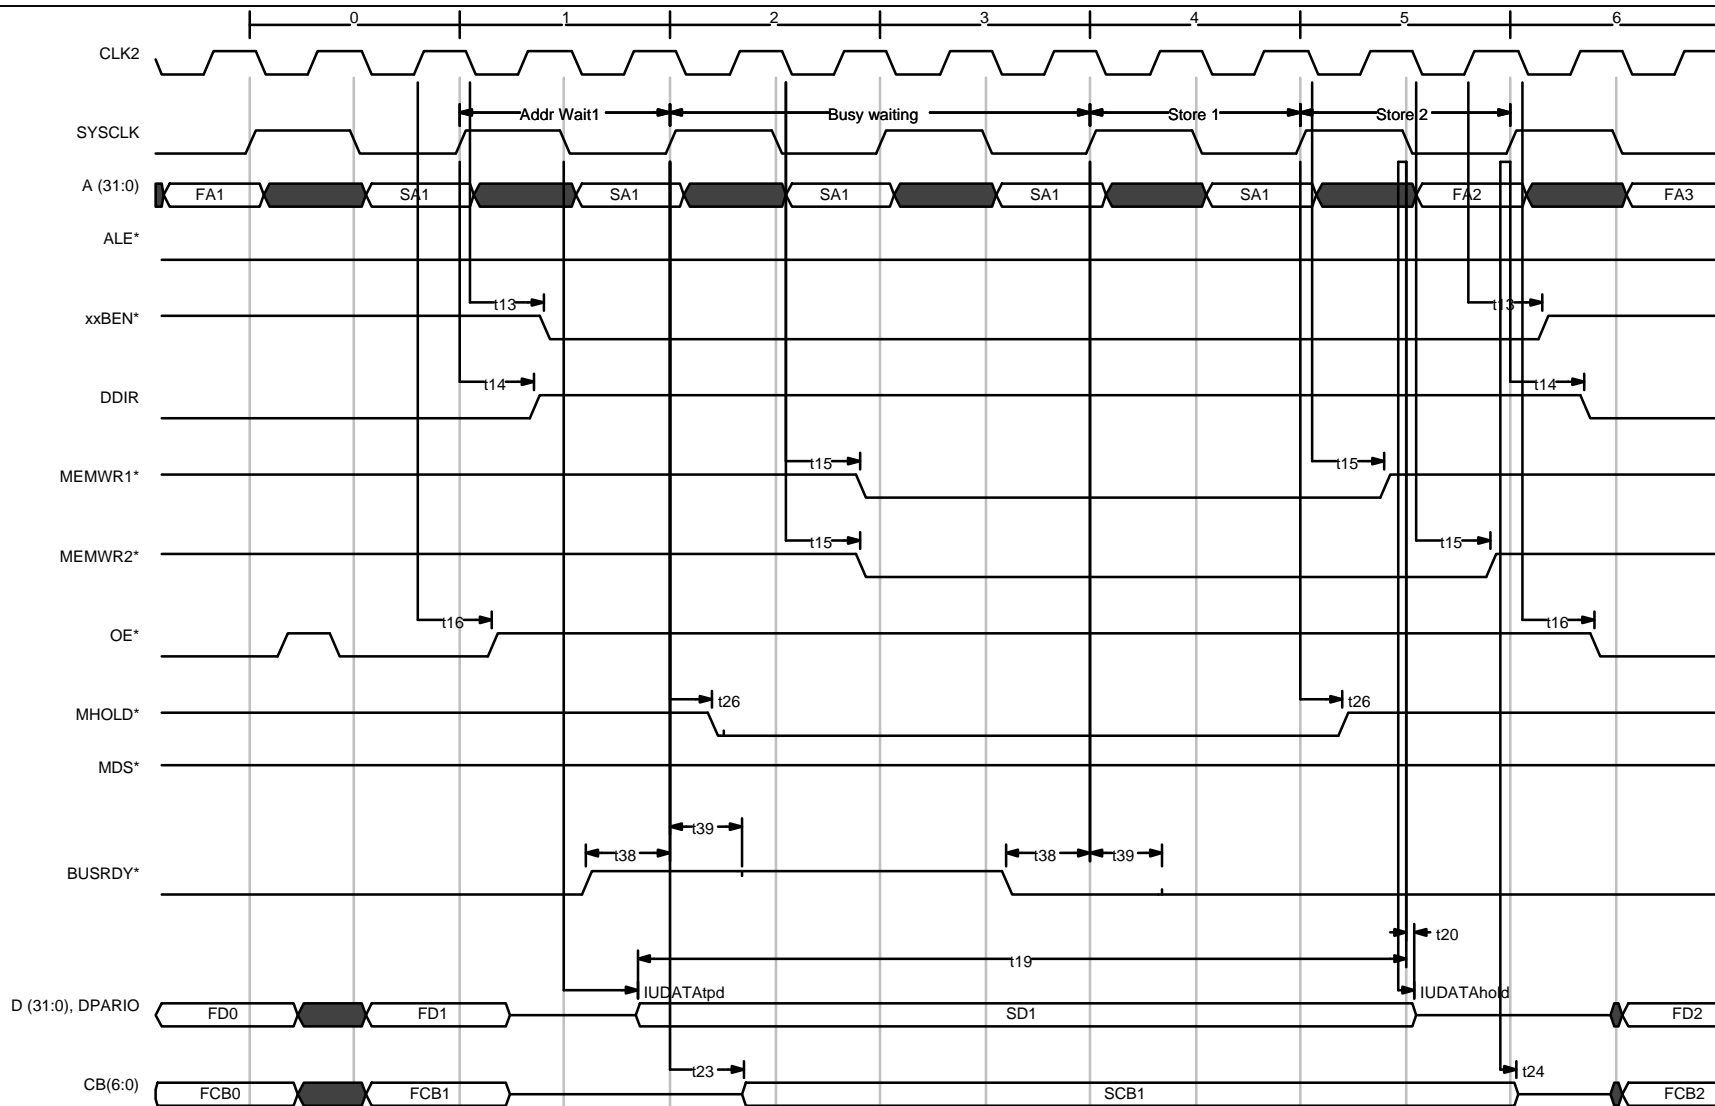 0 1 2 3 4 5 6
CLK2
Addr Wait1 Busy waiting Store 1 Store 2
SYSCLK
A (31:0) FA1 SA1 SA1 SA1 SA1 SA1 FA2 FA3
ALE*
t13 t13
xxBEN*
t14 t14
DDIR
t15 t15
MEMWR1*
t15 t15
MEMWR2*
t16 t16
OE*
t26 t26
MHOLD*
MDS*
t39
t38 t38 t39
BUSRDY*
t20
t19
IUDATAtpd IUDATAhold
D (31:0), DPARIO FD0 FD1 SD1 FD2
t23 t24
CB(6:0) FCB0 FCB1 SCB1 FCB2